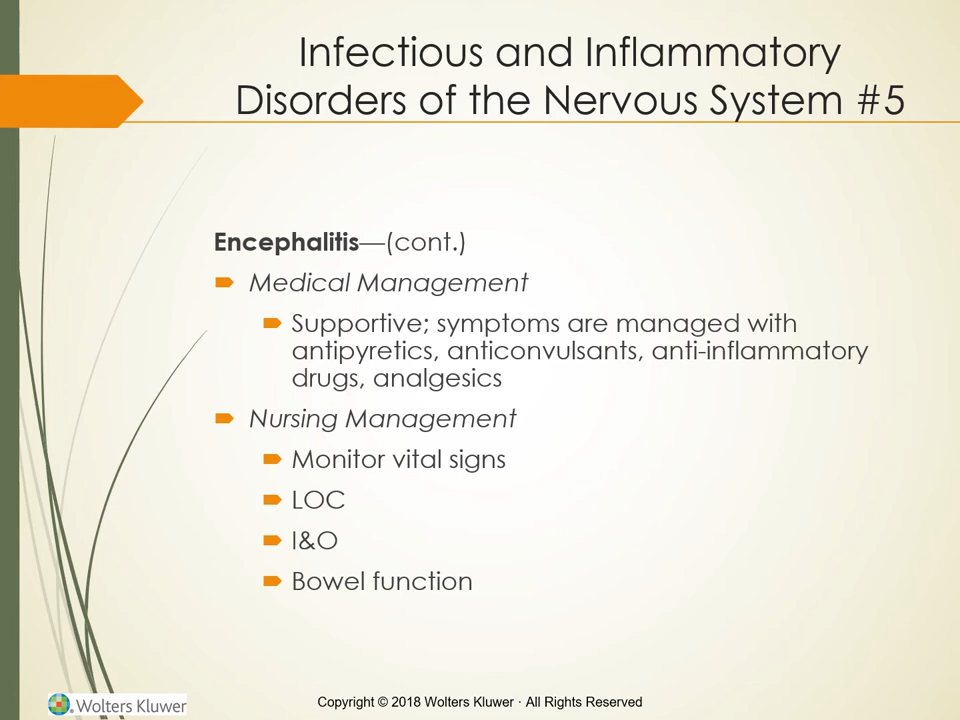 Infectious and Inflammatory
Disorders of the Nervous System #5
Encephalitis—(cont.)
Medical Management
Supportive; symptoms are managed with
antipyretics, anticonvulsants, anti-inflammatory
drugs, analgesics
Nursing Management
Monitor vital signs
LOC
I&O
Bowel function
Wolters Kluwer
Copyright © 2018 Wolters Kluwer · All Rights Reserved